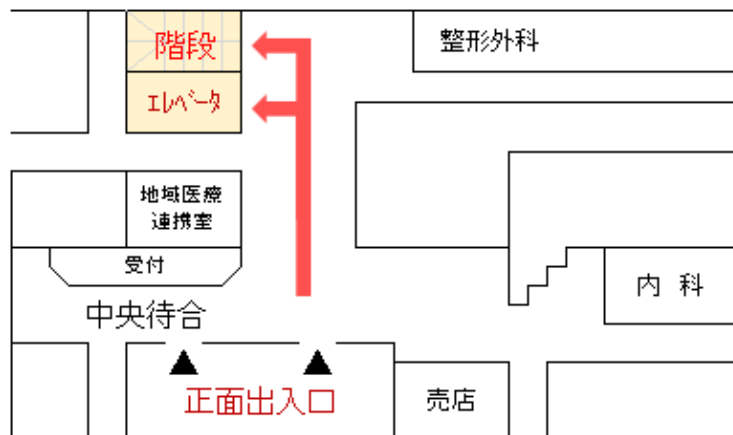 階段
整形外科
ｴﾚﾍﾞｰﾀ
地域医療
連携室
受付
内 科
中央待合
正面出入口
売店